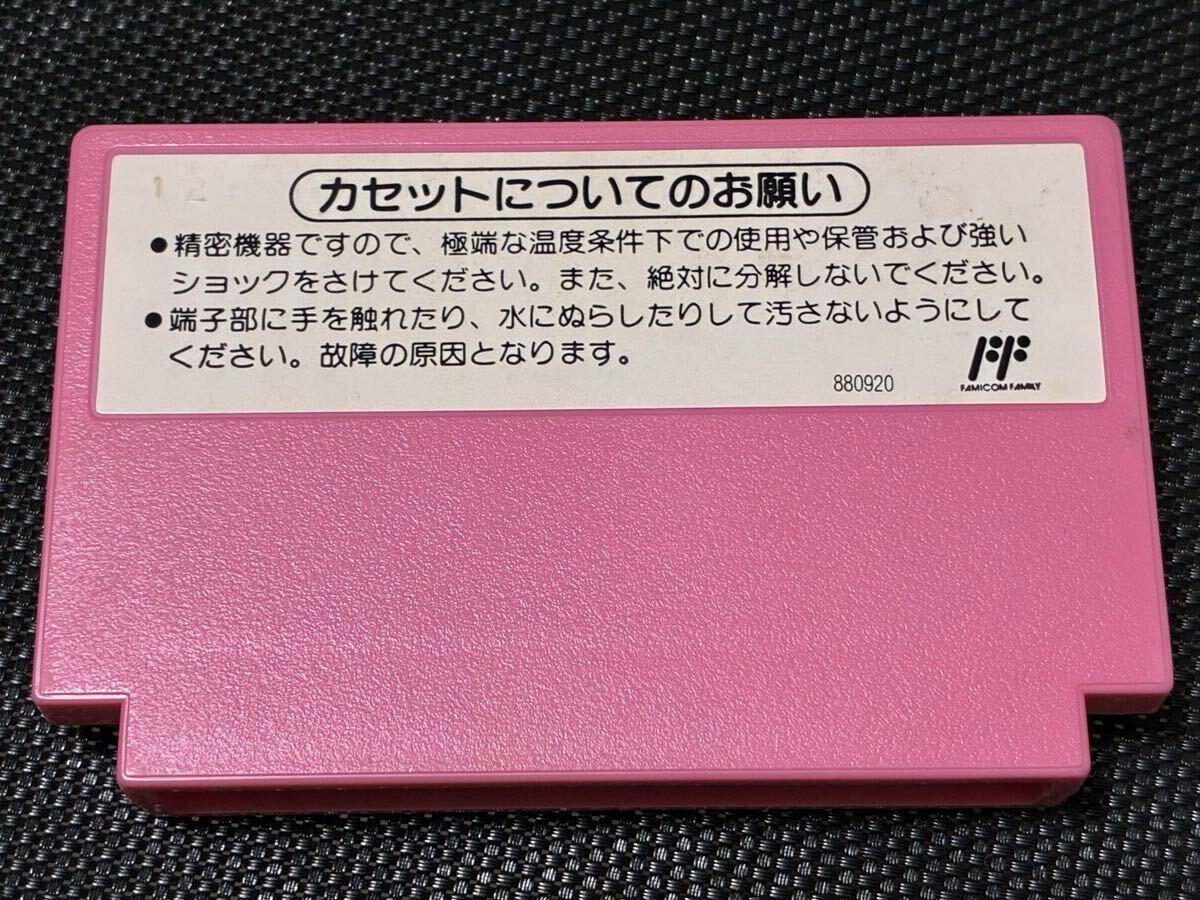 12
カセットについてのお願い
●精密機器ですので、極端な温度条件下での使用や保管および強い
ショックをさけてください。また、絶対に分解しないでください。
●端子部に手を触れたり、水にぬらしたりして汚さないようにして
ください。故障の原因となります。
880920
FAMICOM FAMILY